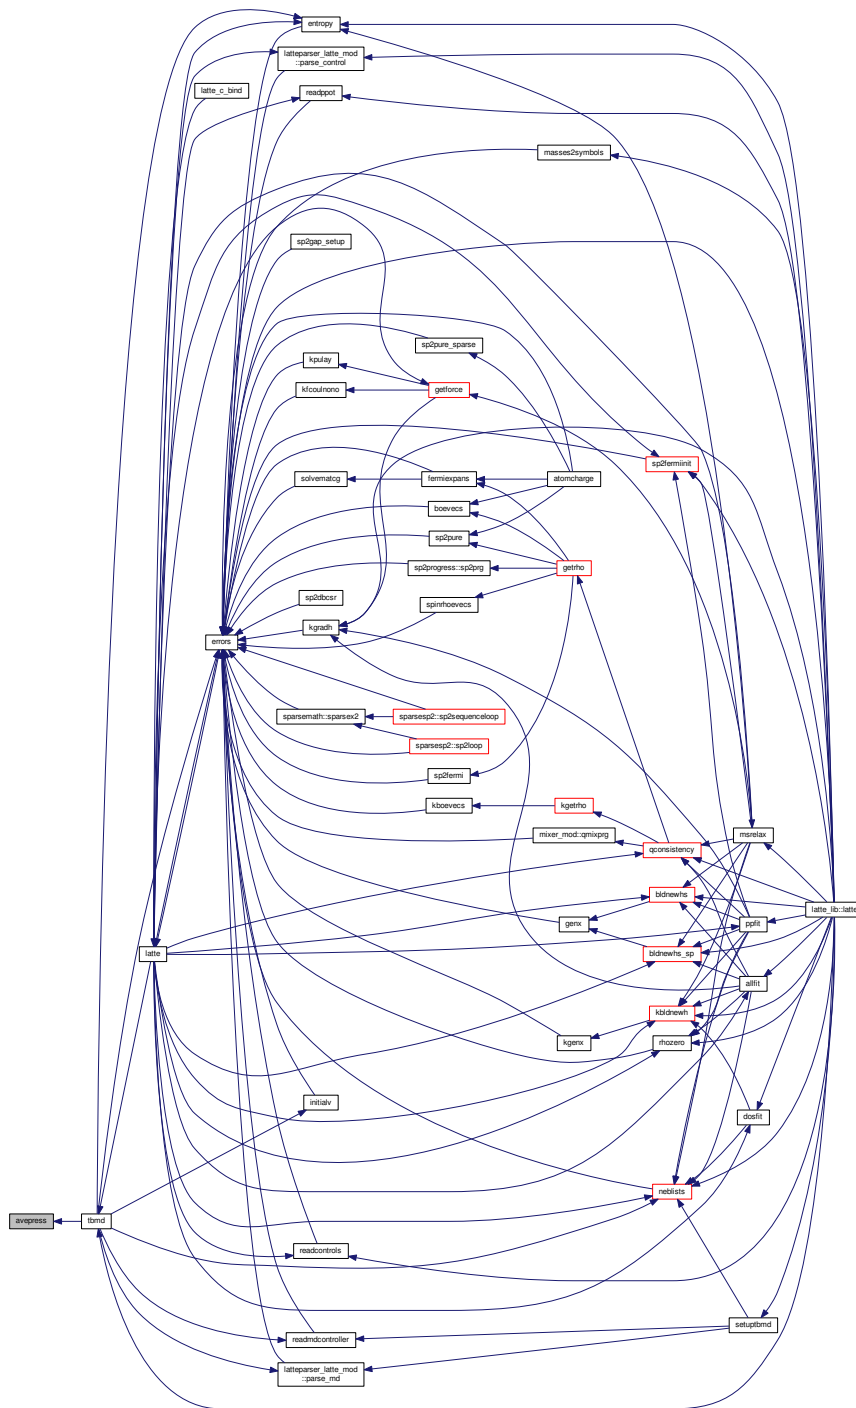 entropy
latteparser_latte_mod
::parse_control
latte_c_bind
readppot
masses2symbols
sp2gap_setup
sp2pure_sparse
kpulay
kfcoulnono
getforce
sp2fermiinit
solvematcg
fermiexpans
atomcharge
boevecs
sp2pure
sp2progress::sp2prg
getrho
sp2dbcsr
spinrhoevecs
kgradh
errors
sparsemath::sparsex2
sparsesp2::sp2sequenceloop
sparsesp2::sp2loop
sp2fermi
kboevecs
kgetrho
mixer_mod::qmixprg
msrelax
qconsistency
bldnewhs
latte_lib::latte
genx
ppfit
latte
bldnewhs_sp
allfit
kbldnewh
kgenx
rhozero
initialv
dosfit
neblists
avepress
tbmd
readcontrols
setuptbmd
readmdcontroller
latteparser_latte_mod
::parse_md